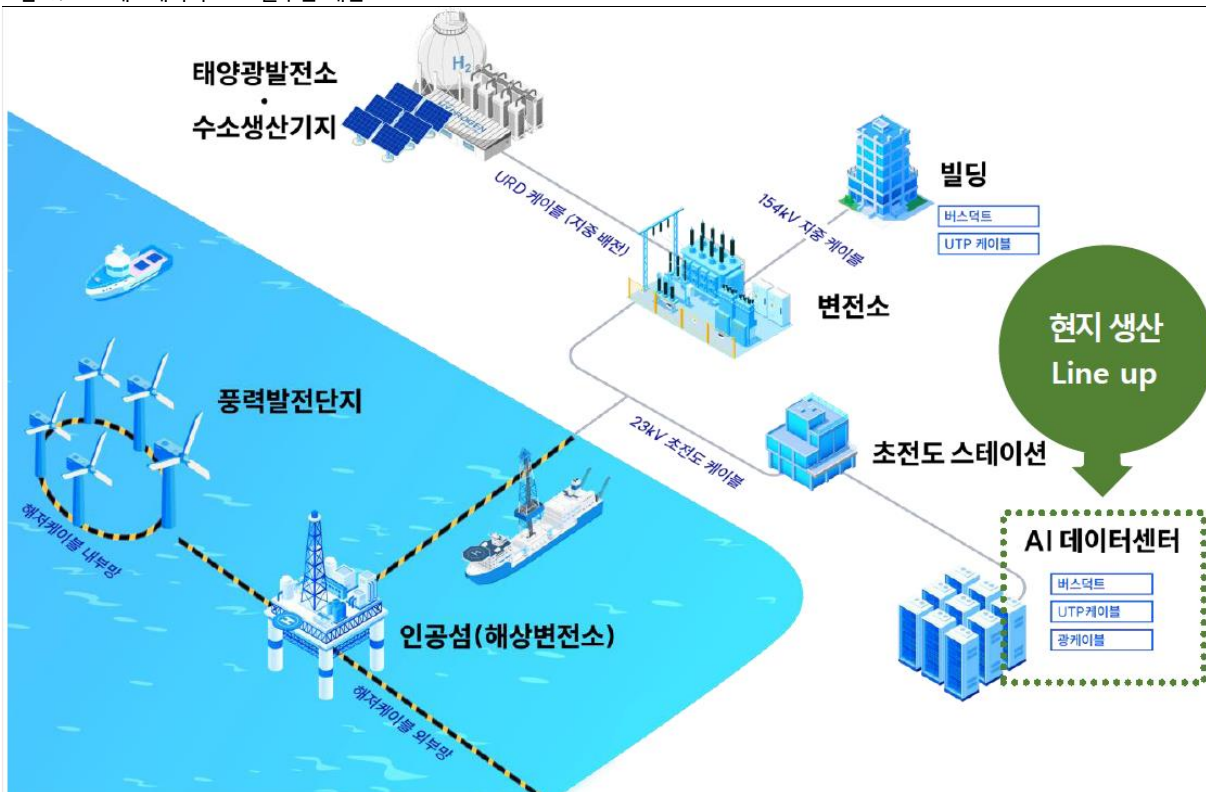 태양광발전소
·
수소생산기지
H₂
HYDROGEN
URD 케이블 (지중 배전)
154kV 지중 케이블
빌딩
버스덕트
UTP 케이블
변전소
현지 생산
Line up
풍력발전단지
23kV 초전도 케이블
초전도 스테이션
해저케이블 내부망
AI 데이터센터
버스덕트
UTP케이블
광케이블
인공섬(해상변전소)
해저케이블 외부망